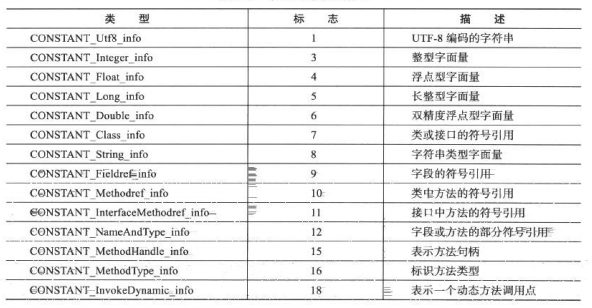 类 型 标 志 描 述
CONSTANT_Utf8_info 1 UTF-8 编码的字符串
CONSTANT_Integer_info 3 整型字面量
CONSTANT_Float_info 4 浮点型字面量
CONSTANT_Long_info 5 长整型字面量
CONSTANT_Double_info 6 双精度浮点型字面量
CONSTANT_Class_info 7 类或接口的符号引用
CONSTANT_String_info 8 字符串类型字面量
CONSTANT_Fieldref_info 9 字段的符号引用
CONSTANT_Methodref_info 10 类中方法的符号引用
CONSTANT_InterfaceMethodref_info 11 接口中方法的符号引用
CONSTANT_NameAndType_info 12 字段或方法的部分符号引用
CONSTANT_MethodHandle_info 15 表示方法句柄
CONSTANT_MethodType_info 16 标识方法类型
CONSTANT_InvokeDynamic_info 18 表示一个动态方法调用点